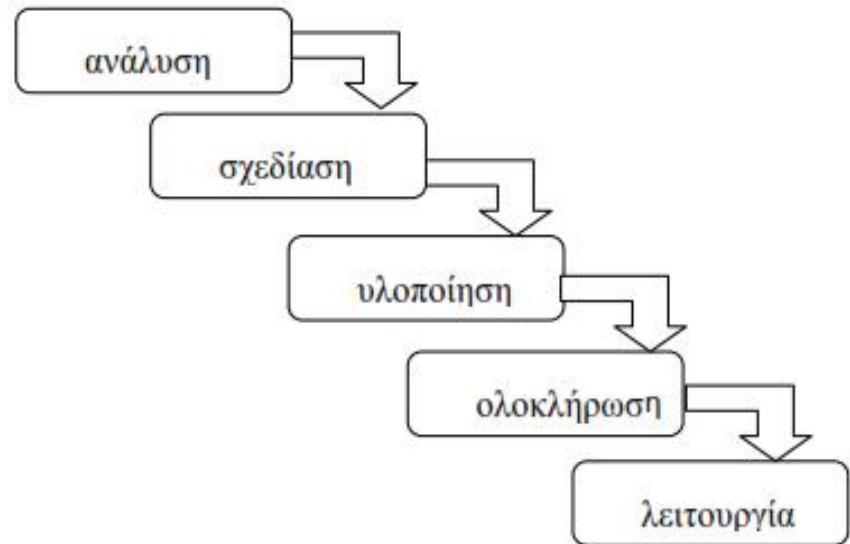 ανάλυση
σχεδίαση
υλοποίηση
ολοκλήρωση
λειτουργία